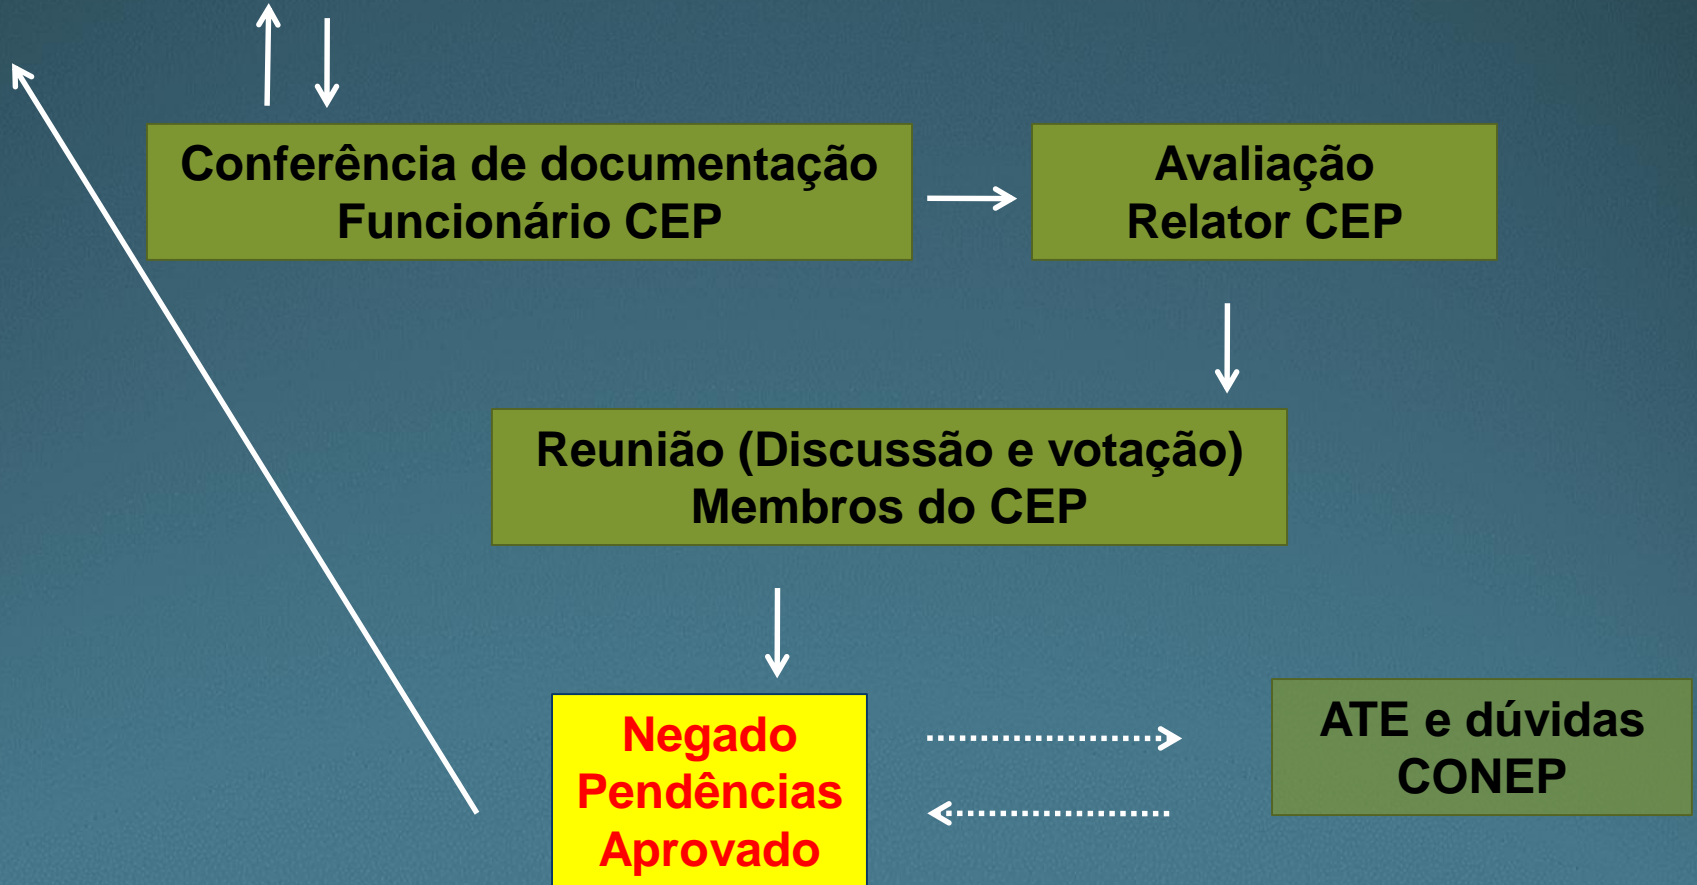 Conferência de documentação
Funcionário CEP
Avaliação
Relator CEP
Reunião (Discussão e votação)
Membros do CEP
Negado
Pendências
Aprovado
ATE e dúvidas
CONEP